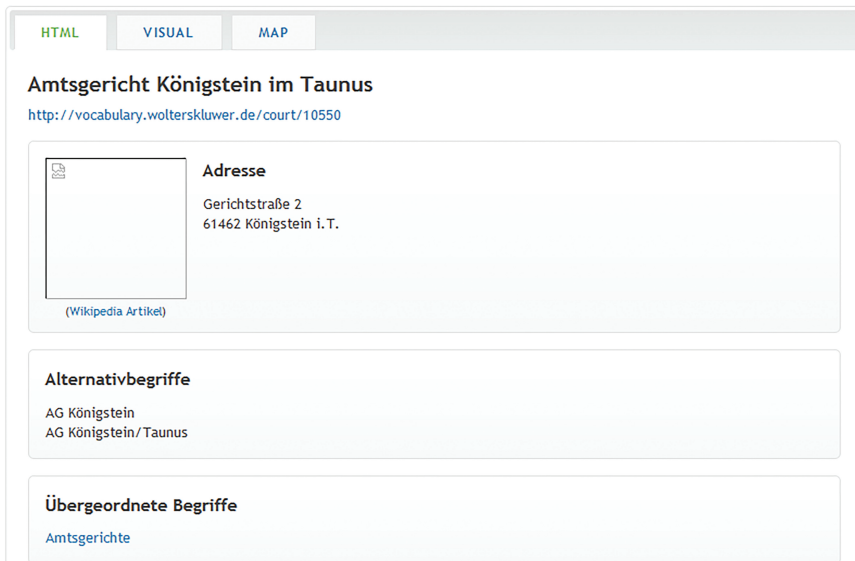 HTML VISUAL MAP
Amtsgericht Königstein im Taunus
http://vocabulary.wolterskluwer.de/court/10550
Adresse
Gerichtstraße 2
61462 Königstein i.T.
(Wikipedia Artikel)
Alternativbegriffe
AG Königstein
AG Königstein/Taunus
Übergeordnete Begriffe
Amtsgerichte